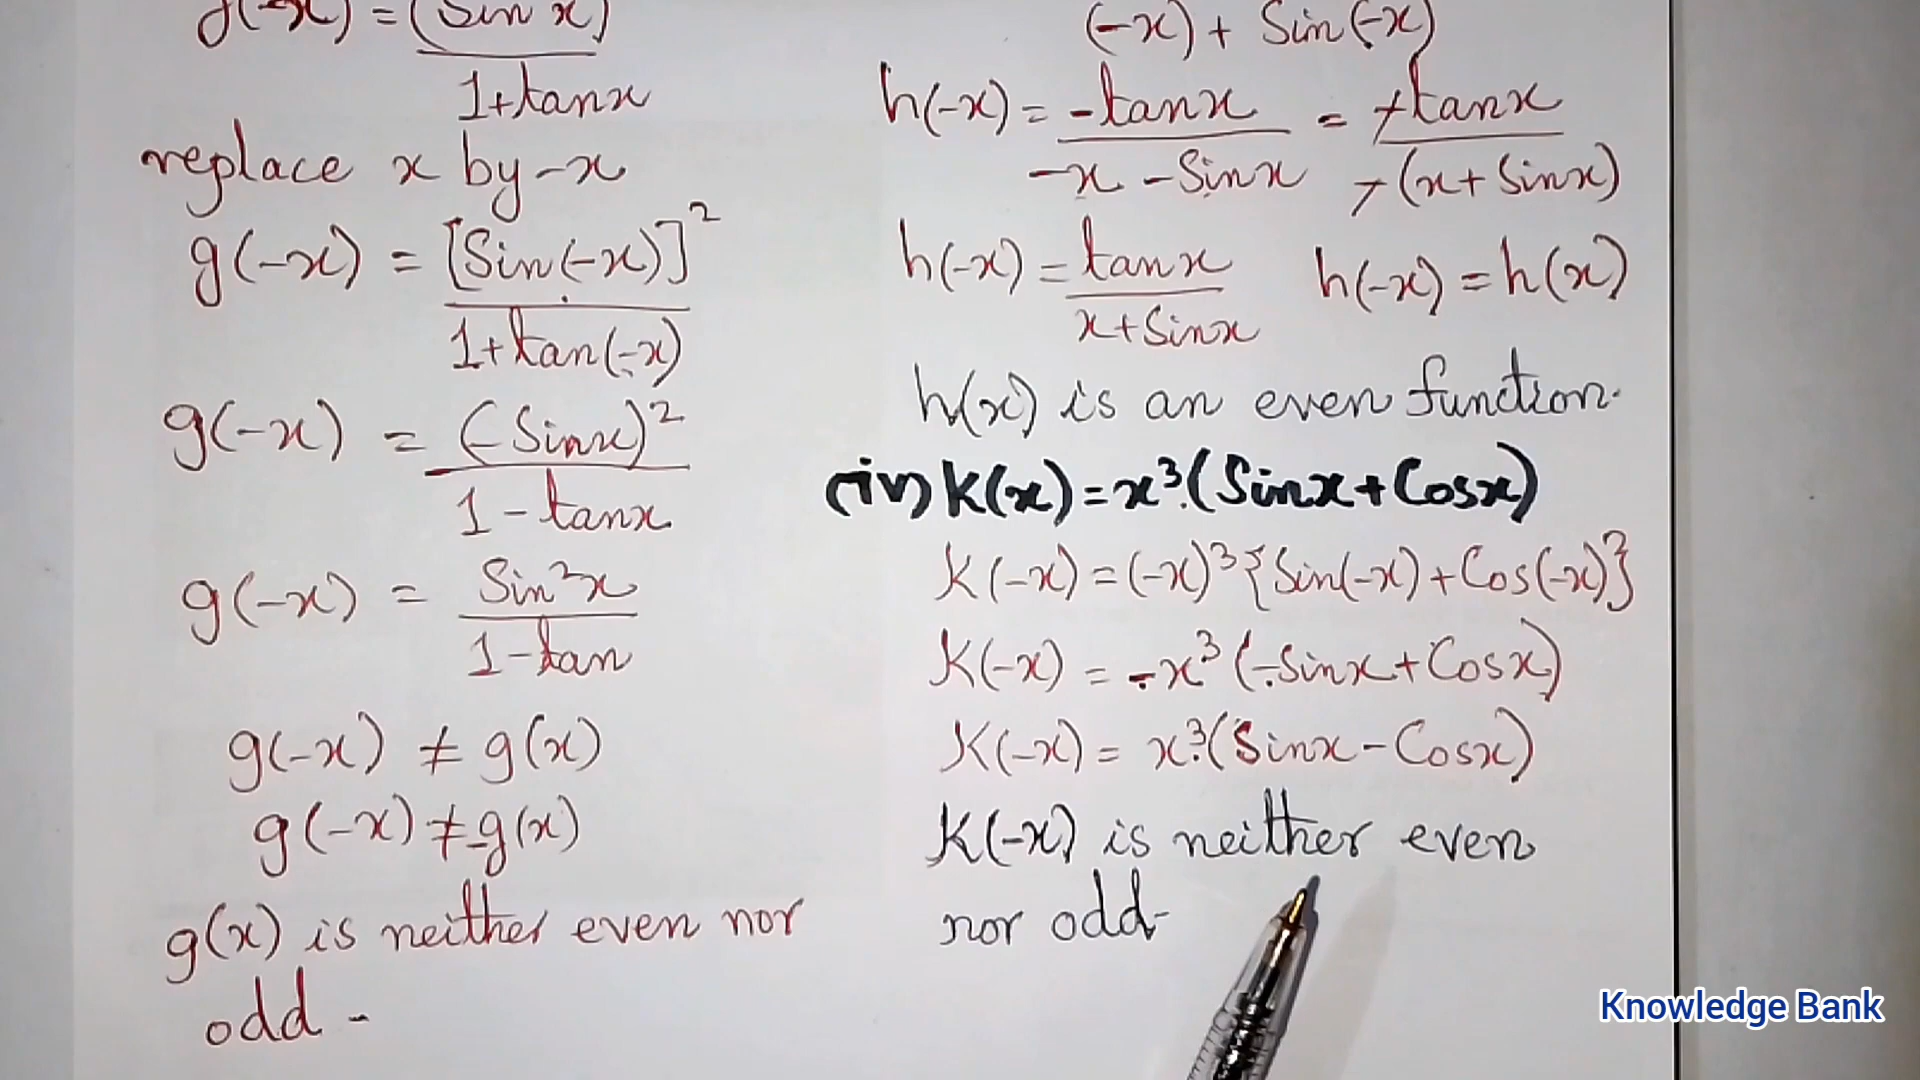 g(-x) = (Sin x)
1+tanx
replace x by -x
g(-x) = [Sin(-x)]²
1+tan(-x)
g(-x) = (-Sinx)²
1-tanx
g(-x) = Sin²x
1-tan
g(-x) ≠ g(x)
g(-x) ≠ -g(x)
g(x) is neither even nor
odd -
(-x) + Sin(-x)
h(-x) = -tanx / -x - Sinx = -tanx / -(x+Sinx)
h(-x) = tanx / x+Sinx h(-x) = h(x)
h(x) is an even function.
(iv) K(x) = x³.(Sinx + Cosx)
K(-x) = (-x)³{Sin(-x) + Cos(-x)}
K(-x) = -x³(-Sinx + Cosx)
K(-x) = x³(Sinx - Cosx)
K(-x) is neither even
nor odd-
Knowledge Bank